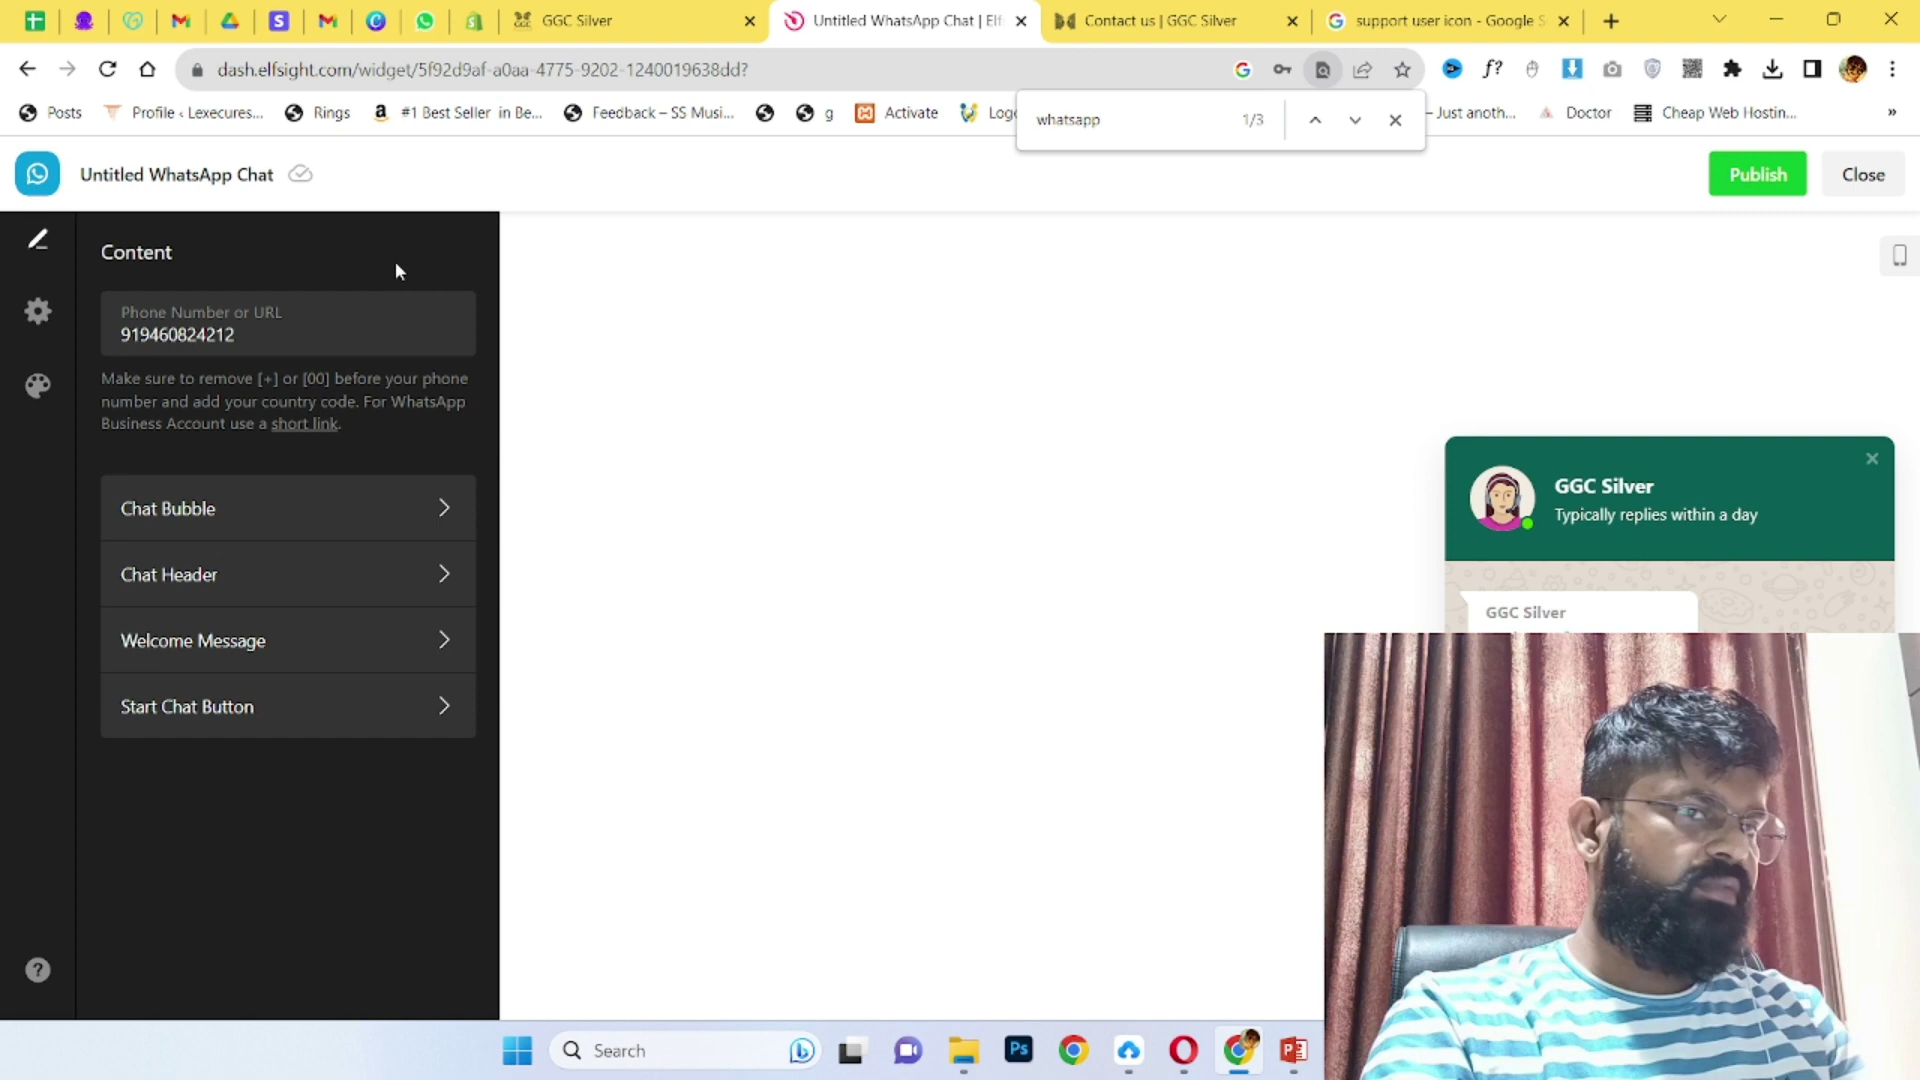 GGC Silver
Untitled WhatsApp Chat | Elf
Contact us | GGC Silver
support user icon - Google S
dash.elfsight.com/widget/5f92d9af-a0aa-4775-9202-1240019638dd?
f?
Posts
Profile ‹ Lexecures...
Rings
#1 Best Seller in Be...
Feedback – SS Musi...
g
Activate
Logo
– Just anoth...
Doctor
Cheap Web Hostin...
»
whatsapp
1/3
Untitled WhatsApp Chat
Publish
Close
Content
Phone Number or URL
919460824212
Make sure to remove [+] or [00] before your phone
number and add your country code. For WhatsApp
Business Account use a short link.
Chat Bubble
Chat Header
Welcome Message
Start Chat Button
GGC Silver
Typically replies within a day
GGC Silver
Search
Ps